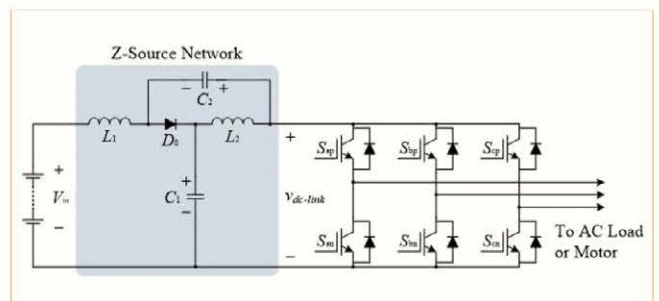 Z-Source Network
− +
C₂
L₁ D₀ L₂
+
+
Vᵢₙ
−
+
C₁
−
v_dc-link
−
S_ap S_bp S_cp
S_an S_bn S_cn
To AC Load
or Motor